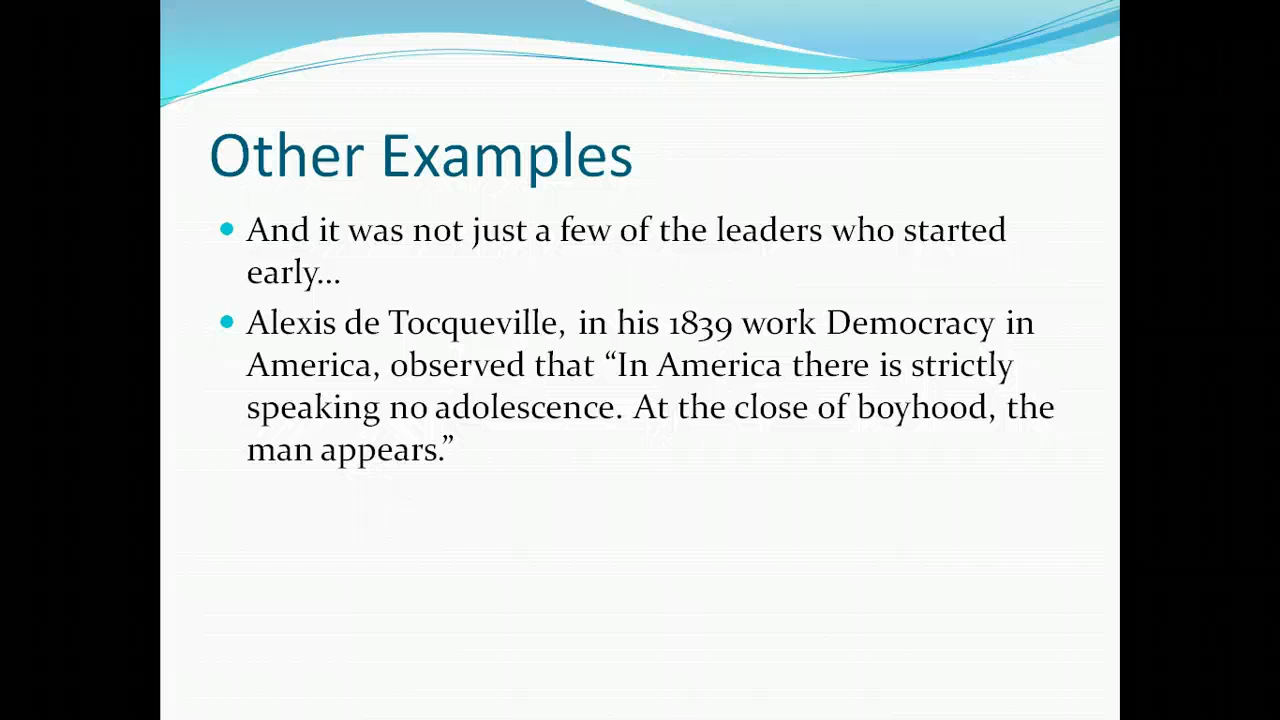 Other Examples
And it was not just a few of the leaders who started
early...
Alexis de Tocqueville, in his 1839 work Democracy in
America, observed that “In America there is strictly
speaking no adolescence. At the close of boyhood, the
man appears.”